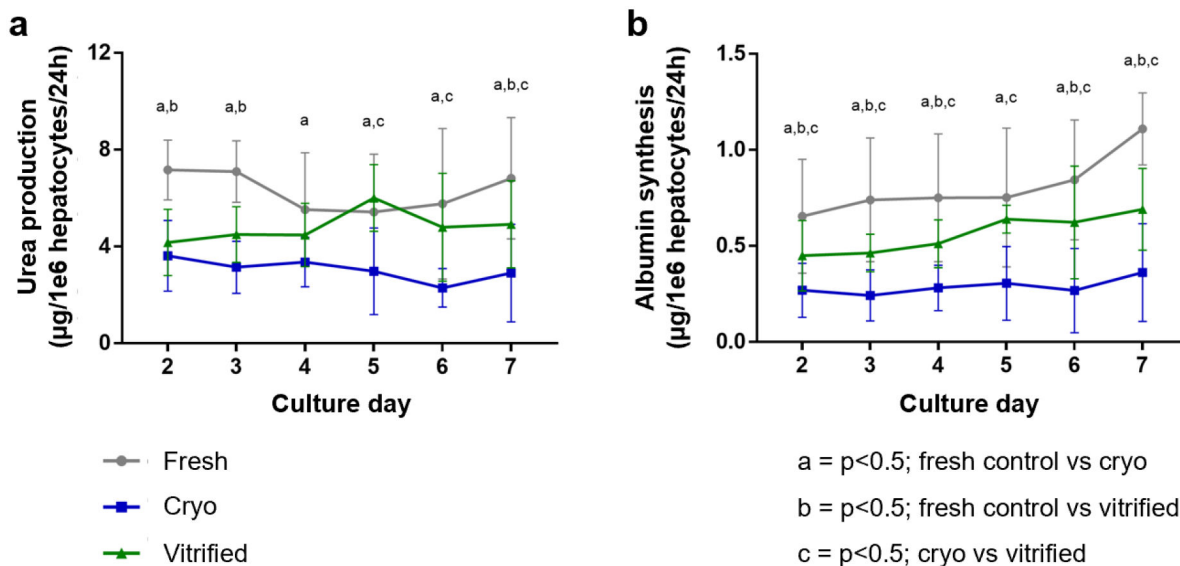 a
Urea production
(µg/1e6 hepatocytes/24h)
12
8
4
0
a,b
a,b
a
a,c
a,c
a,b,c
2 3 4 5 6 7
Culture day
b
Albumin synthesis
(µg/1e6 hepatocytes/24h)
1.5
1.0
0.5
0.0
a,b,c
a,b,c
a,b,c
a,c
a,b,c
a,b,c
2 3 4 5 6 7
Culture day
Fresh
Cryo
Vitrified
a = p<0.5; fresh control vs cryo
b = p<0.5; fresh control vs vitrified
c = p<0.5; cryo vs vitrified